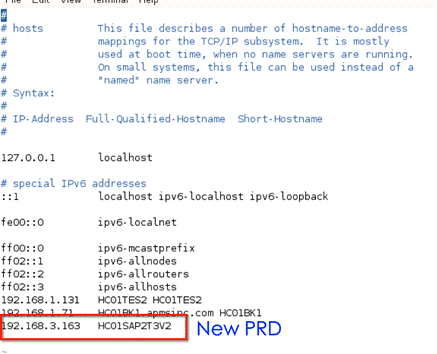 File Edit View Terminal Help
#
# hosts This file describes a number of hostname-to-address
# mappings for the TCP/IP subsystem. It is mostly
# used at boot time, when no name servers are running.
# On small systems, this file can be used instead of a
# "named" name server.
# Syntax:
#
# IP-Address Full-Qualified-Hostname Short-Hostname
#
127.0.0.1 localhost
# special IPv6 addresses
::1 localhost ipv6-localhost ipv6-loopback
fe00::0 ipv6-localnet
ff00::0 ipv6-mcastprefix
ff02::1 ipv6-allnodes
ff02::2 ipv6-allrouters
ff02::3 ipv6-allhosts
192.168.1.131 HC01TES2 HC01TES2
192.168.1.71 HC01BK1.apmsinc.com HC01BK1
192.168.3.163 HC01SAP2T3V2 New PRD
~